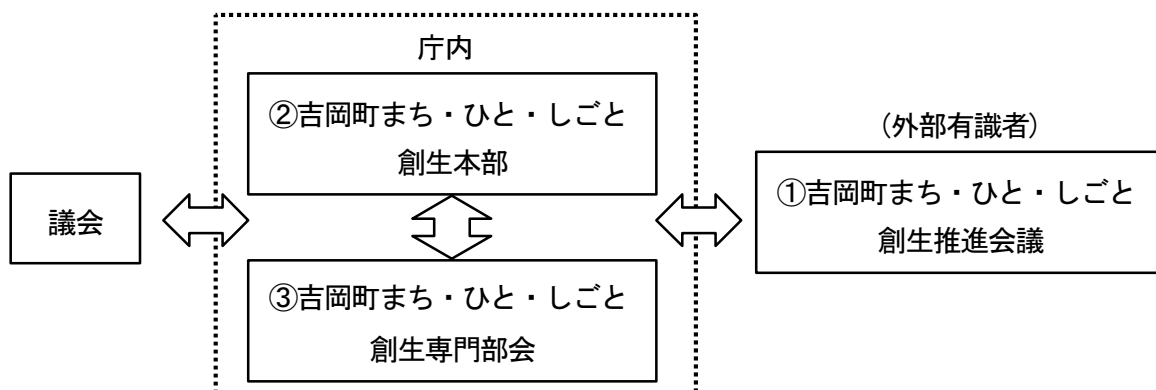 庁内
②吉岡町まち・ひと・しごと
創生本部
(外部有識者)
議会
①吉岡町まち・ひと・しごと
創生推進会議
③吉岡町まち・ひと・しごと
創生専門部会